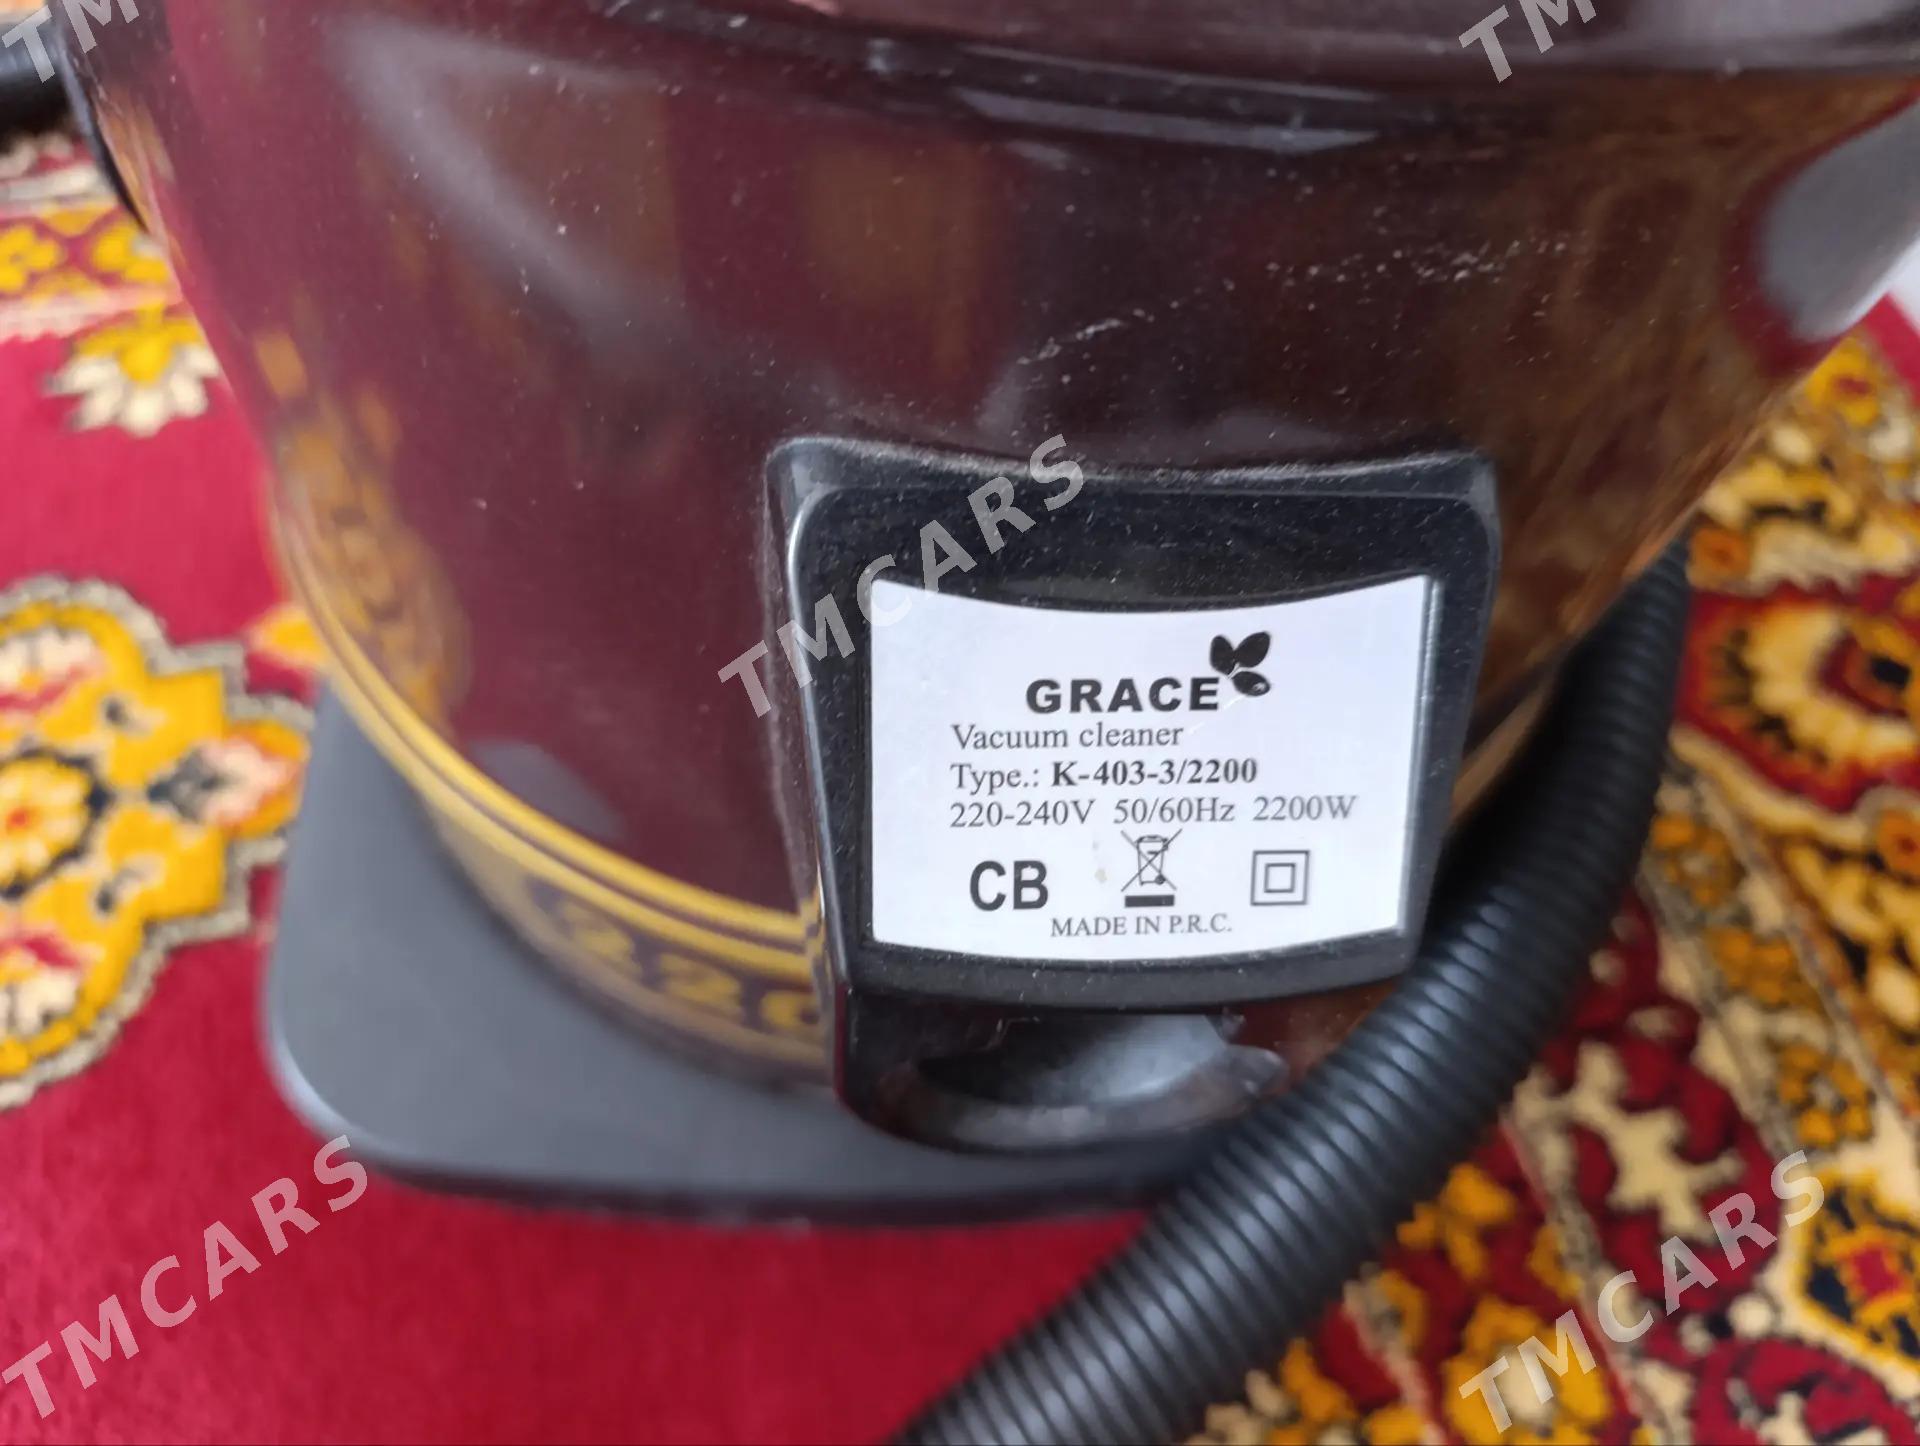 TMCARS
TMCARS
TMCARS
GRACE
Vacuum cleaner
Type.: K-403-3/2200
220-240V 50/60Hz 2200W
CB
MADE IN P.R.C.
220
TMCARS
TMCARS